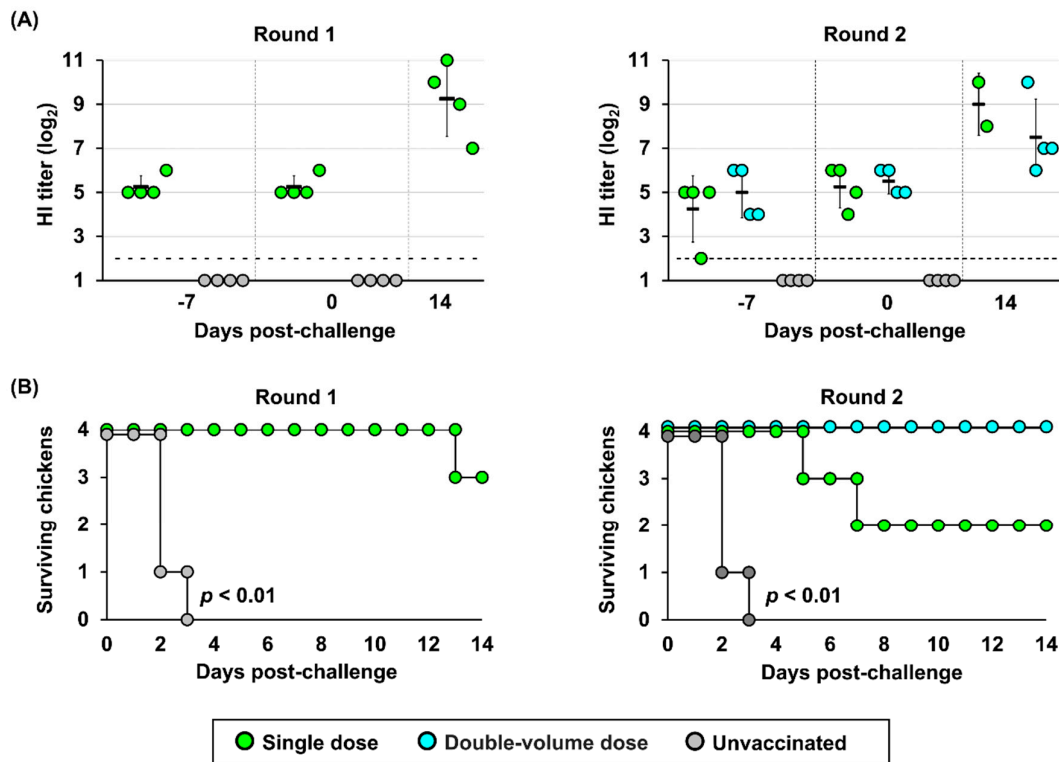 (A)
Round 1
Round 2
HI titer (log2)
11
9
7
5
3
1
-7
0
14
Days post-challenge
HI titer (log2)
11
9
7
5
3
1
-7
0
14
Days post-challenge
(B)
Round 1
Round 2
Surviving chickens
4
3
2
1
0
p < 0.01
0 2 4 6 8 10 12 14
Days post-challenge
Surviving chickens
4
3
2
1
0
p < 0.01
0 2 4 6 8 10 12 14
Days post-challenge
Single dose Double-volume dose Unvaccinated